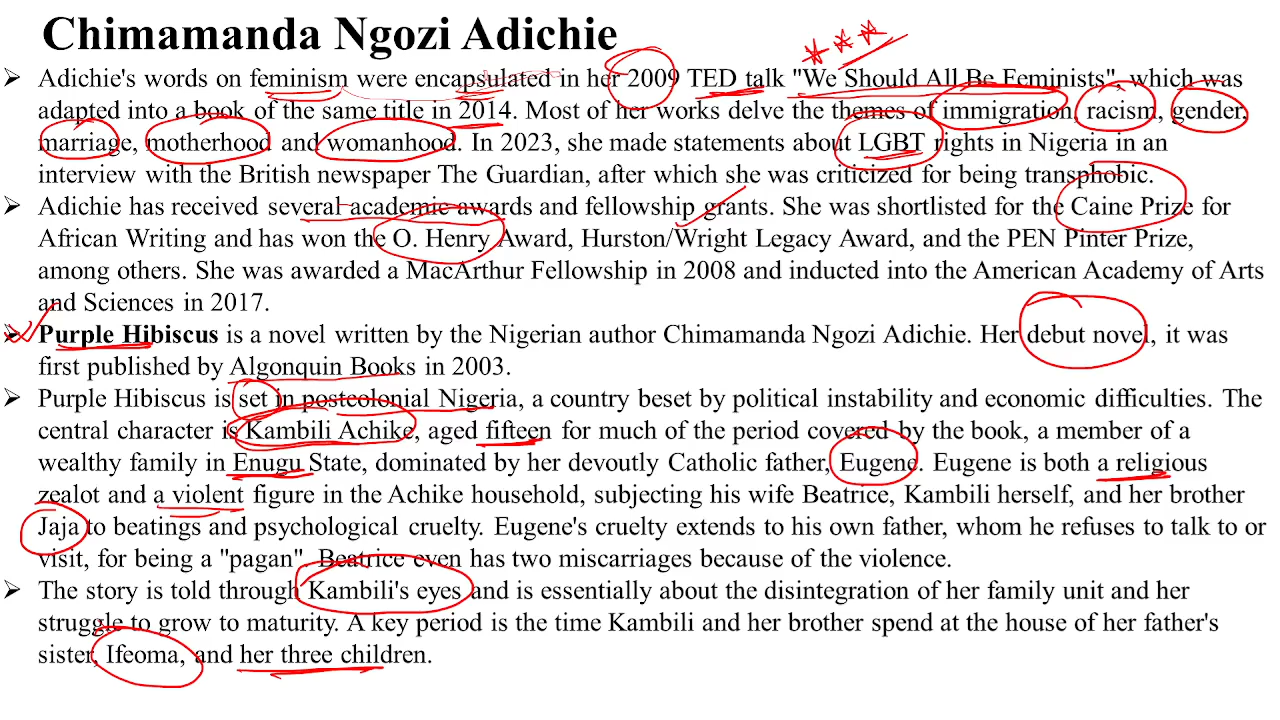 Chimamanda Ngozi Adichie
➢ Adichie's words on feminism were encapsulated in her 2009 TED talk "We Should All Be Feminists", which was
adapted into a book of the same title in 2014. Most of her works delve the themes of immigration, racism, gender,
marriage, motherhood and womanhood. In 2023, she made statements about LGBT rights in Nigeria in an
interview with the British newspaper The Guardian, after which she was criticized for being transphobic.
➢ Adichie has received several academic awards and fellowship grants. She was shortlisted for the Caine Prize for
African Writing and has won the O. Henry Award, Hurston/Wright Legacy Award, and the PEN Pinter Prize,
among others. She was awarded a MacArthur Fellowship in 2008 and inducted into the American Academy of Arts
and Sciences in 2017.
➢ Purple Hibiscus is a novel written by the Nigerian author Chimamanda Ngozi Adichie. Her debut novel, it was
first published by Algonquin Books in 2003.
➢ Purple Hibiscus is set in postcolonial Nigeria, a country beset by political instability and economic difficulties. The
central character is Kambili Achike, aged fifteen for much of the period covered by the book, a member of a
wealthy family in Enugu State, dominated by her devoutly Catholic father, Eugene. Eugene is both a religious
zealot and a violent figure in the Achike household, subjecting his wife Beatrice, Kambili herself, and her brother
Jaja to beatings and psychological cruelty. Eugene's cruelty extends to his own father, whom he refuses to talk to or
visit, for being a "pagan". Beatrice even has two miscarriages because of the violence.
➢ The story is told through Kambili's eyes and is essentially about the disintegration of her family unit and her
struggle to grow to maturity. A key period is the time Kambili and her brother spend at the house of her father's
sister, Ifeoma, and her three children.